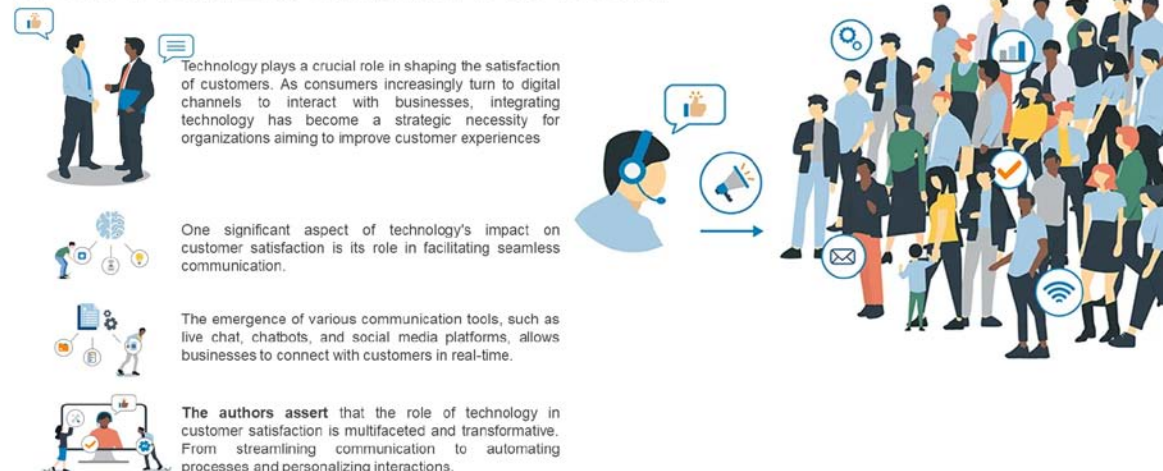 Technology plays a crucial role in shaping the satisfaction
of customers. As consumers increasingly turn to digital
channels to interact with businesses, integrating
technology has become a strategic necessity for
organizations aiming to improve customer experiences
One significant aspect of technology's impact on
customer satisfaction is its role in facilitating seamless
communication.
The emergence of various communication tools, such as
live chat, chatbots, and social media platforms, allows
businesses to connect with customers in real-time.
The authors assert that the role of technology in
customer satisfaction is multifaceted and transformative.
From streamlining communication to automating
processes and personalizing interactions.